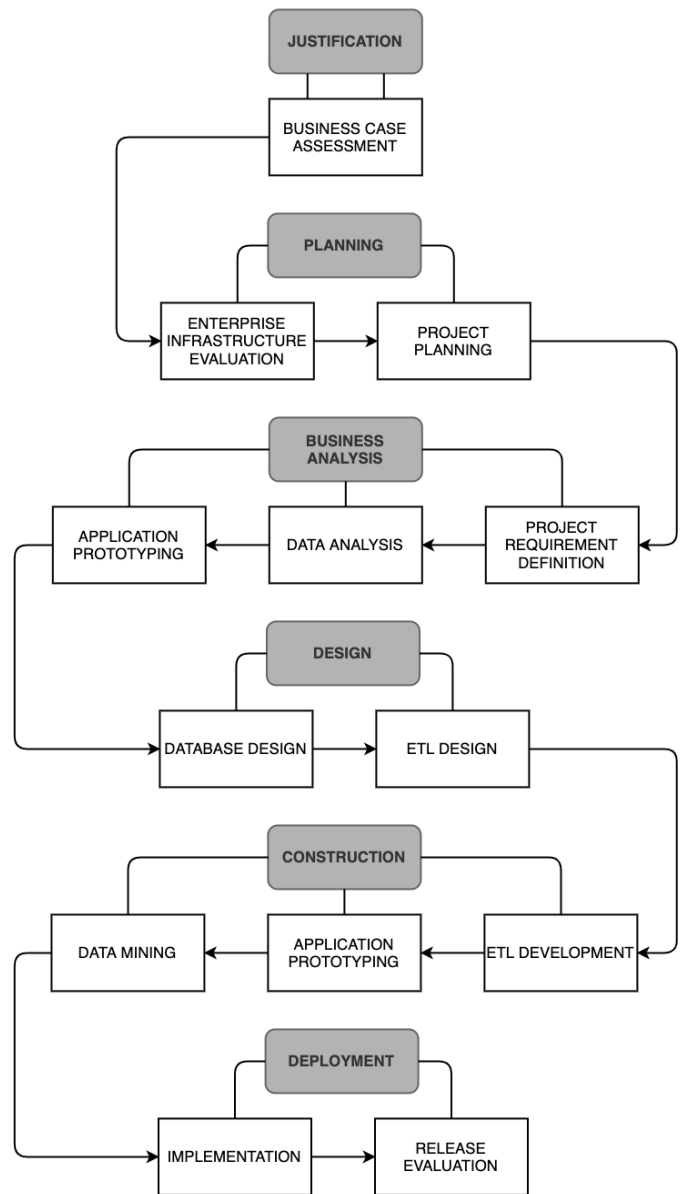 JUSTIFICATION
BUSINESS CASE
ASSESSMENT
PLANNING
ENTERPRISE
INFRASTRUCTURE
EVALUATION
PROJECT
PLANNING
BUSINESS
ANALYSIS
APPLICATION
PROTOTYPING
DATA ANALYSIS
PROJECT
REQUIREMENT
DEFINITION
DESIGN
DATABASE DESIGN
ETL DESIGN
CONSTRUCTION
DATA MINING
APPLICATION
PROTOTYPING
ETL DEVELOPMENT
DEPLOYMENT
IMPLEMENTATION
RELEASE
EVALUATION